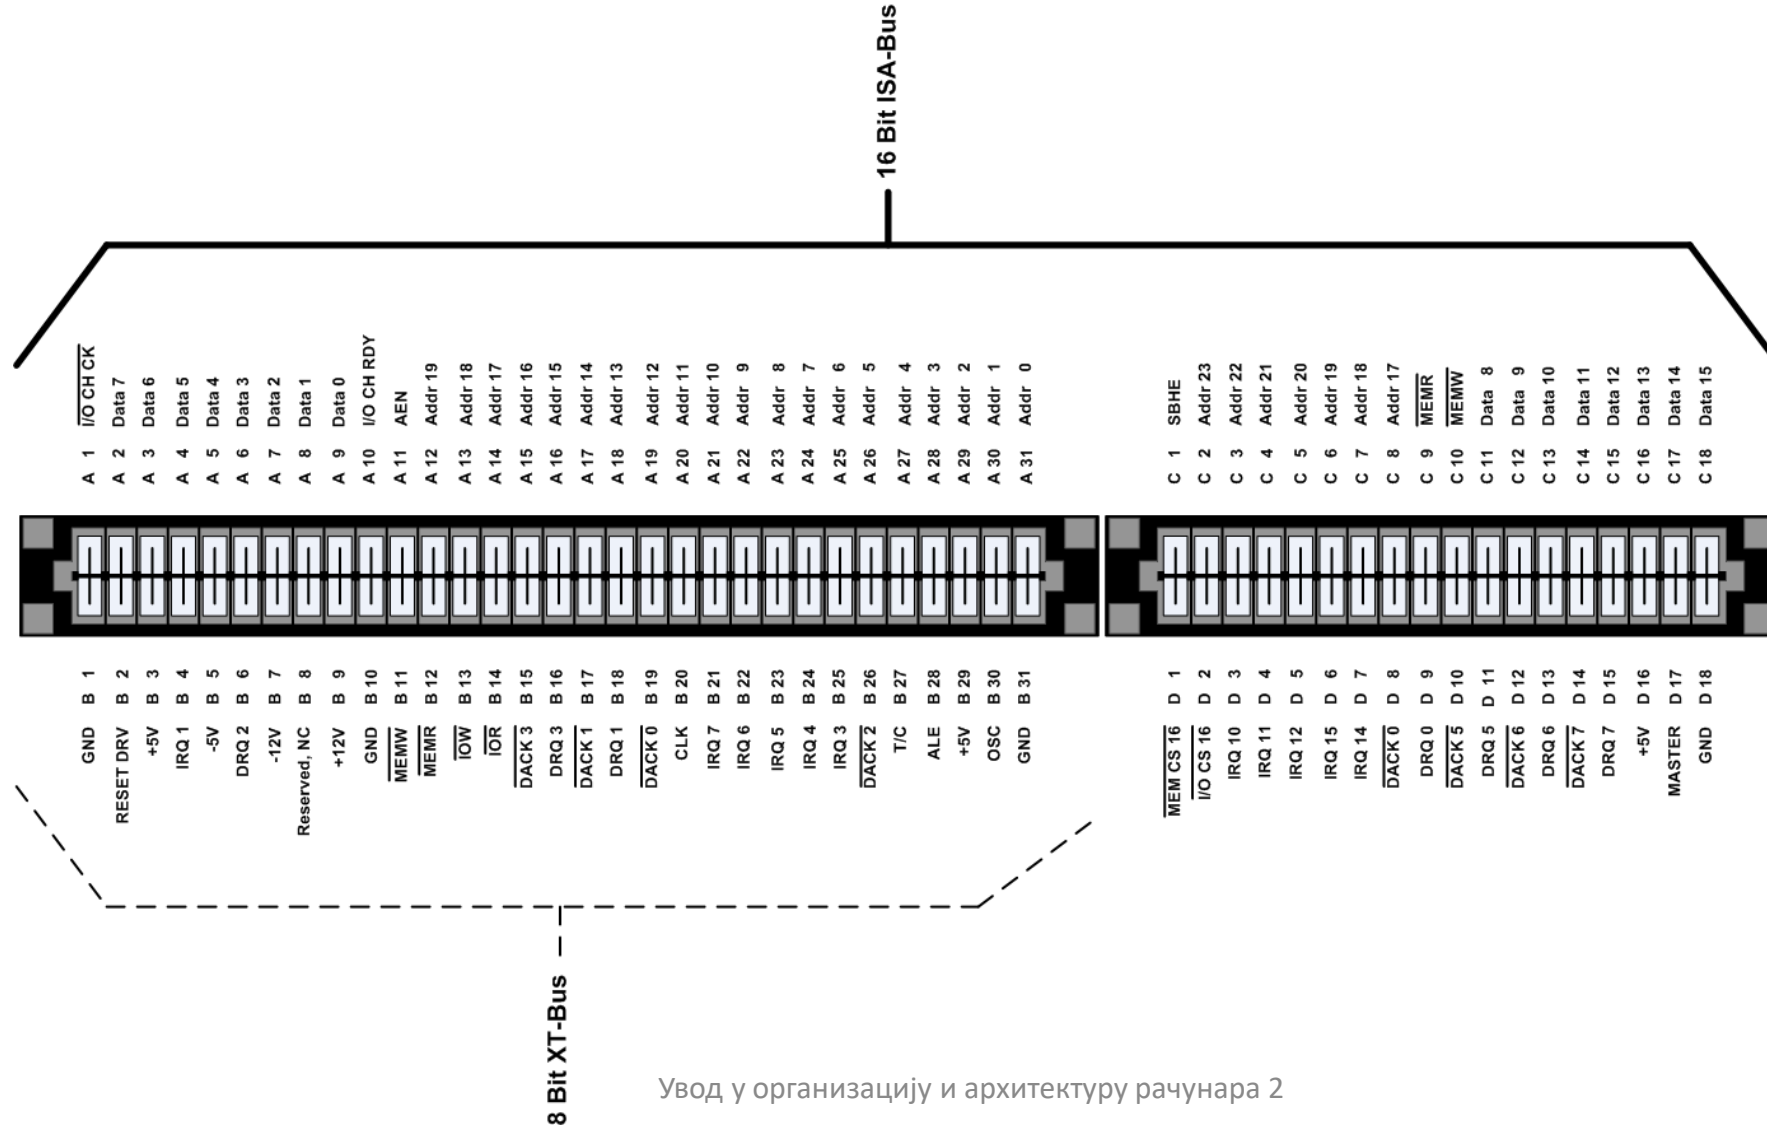 16 Bit ISA-Bus
A 1 I/O CH CK
A 2 Data 7
A 3 Data 6
A 4 Data 5
A 5 Data 4
A 6 Data 3
A 7 Data 2
A 8 Data 1
A 9 Data 0
A 10 I/O CH RDY
A 11 AEN
A 12 Addr 19
A 13 Addr 18
A 14 Addr 17
A 15 Addr 16
A 16 Addr 15
A 17 Addr 14
A 18 Addr 13
A 19 Addr 12
A 20 Addr 11
A 21 Addr 10
A 22 Addr 9
A 23 Addr 8
A 24 Addr 7
A 25 Addr 6
A 26 Addr 5
A 27 Addr 4
A 28 Addr 3
A 29 Addr 2
A 30 Addr 1
A 31 Addr 0
C 1 SBHE
C 2 Addr 23
C 3 Addr 22
C 4 Addr 21
C 5 Addr 20
C 6 Addr 19
C 7 Addr 18
C 8 Addr 17
C 9 MEMR
C 10 MEMW
C 11 Data 8
C 12 Data 9
C 13 Data 10
C 14 Data 11
C 15 Data 12
C 16 Data 13
C 17 Data 14
C 18 Data 15
GND B 1
RESET DRV B 2
+5V B 3
IRQ 1 B 4
-5V B 5
DRQ 2 B 6
-12V B 7
Reserved, NC B 8
+12V B 9
GND B 10
MEMW B 11
MEMR B 12
IOW B 13
IOR B 14
DACK 3 B 15
DRQ 3 B 16
DACK 1 B 17
DRQ 1 B 18
DACK 0 B 19
CLK B 20
IRQ 7 B 21
IRQ 6 B 22
IRQ 5 B 23
IRQ 4 B 24
IRQ 3 B 25
DACK 2 B 26
T/C B 27
ALE B 28
+5V B 29
OSC B 30
GND B 31
MEM CS 16 D 1
I/O CS 16 D 2
IRQ 10 D 3
IRQ 11 D 4
IRQ 12 D 5
IRQ 15 D 6
IRQ 14 D 7
DACK 0 D 8
DRQ 0 D 9
DACK 5 D 10
DRQ 5 D 11
DACK 6 D 12
DRQ 6 D 13
DACK 7 D 14
DRQ 7 D 15
+5V D 16
MASTER D 17
GND D 18
8 Bit XT-Bus
Увод у организацију и архитектуру рачунара 2